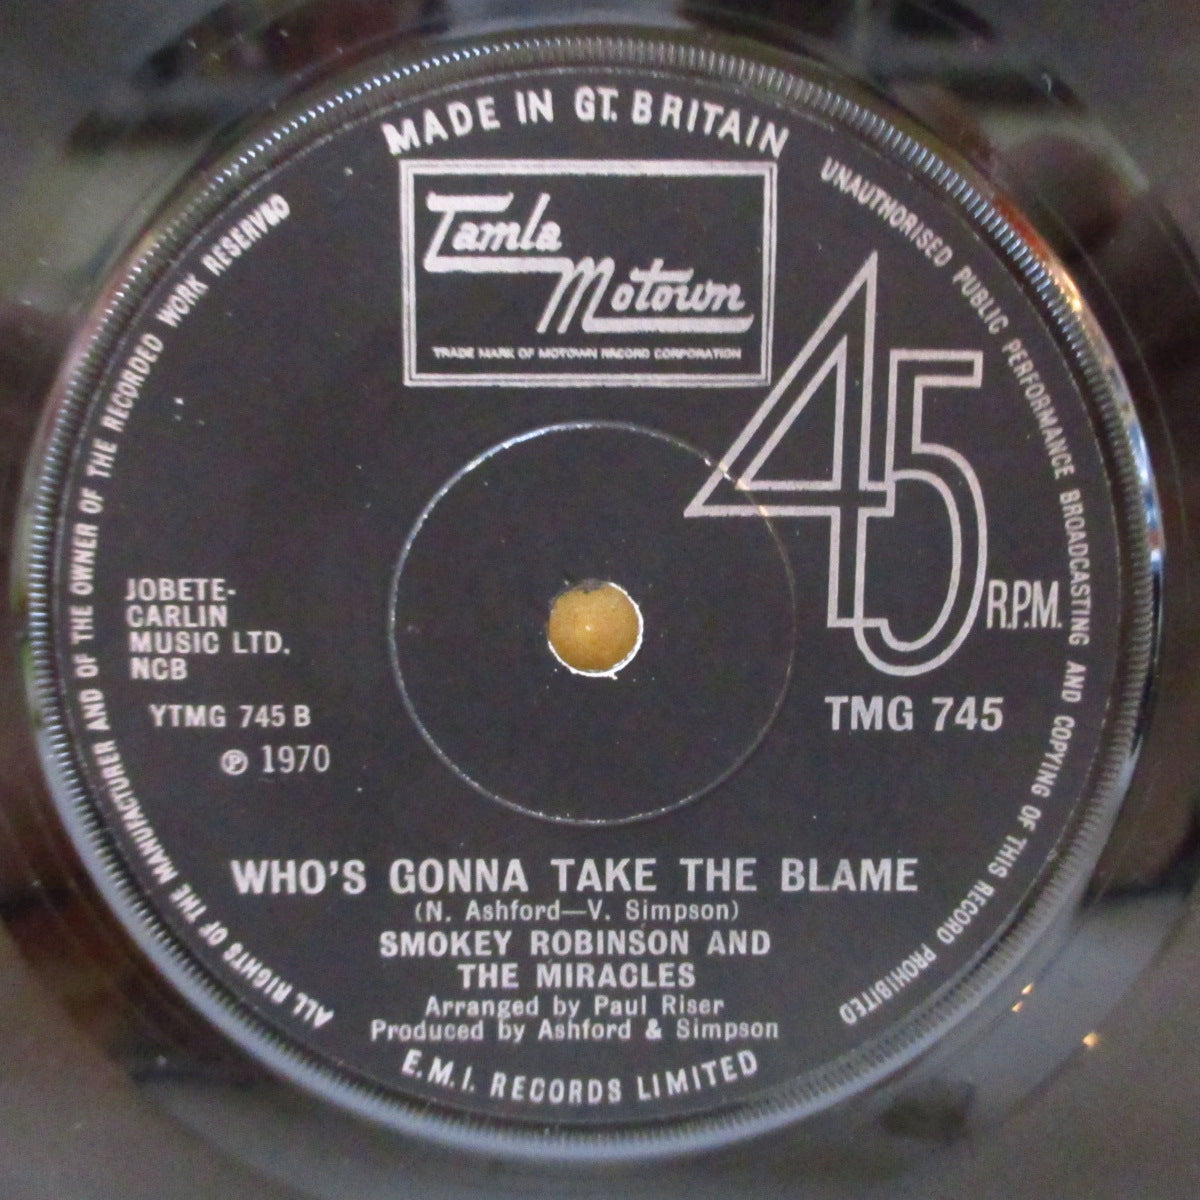 MADE IN GT. BRITAIN
Tamla
Motown
TRADE MARK OF MOTOWN RECORD CORPORATION
UNAUTHORISED PUBLIC PERFORMANCE BROADCASTING AND COPYING OF THIS RECORD PROHIBITED
45
R.P.M.
TMG 745
JOBETE-
CARLIN
MUSIC LTD.
NCB
YTMG 745 B
℗ 1970
WHO'S GONNA TAKE THE BLAME
(N. Ashford—V. Simpson)
SMOKEY ROBINSON AND
THE MIRACLES
Arranged by Paul Riser
Produced by Ashford & Simpson
E.M.I. RECORDS LIMITED
ALL RIGHTS OF THE MANUFACTURER AND OF THE OWNER OF THE RECORDED WORK RESERVED